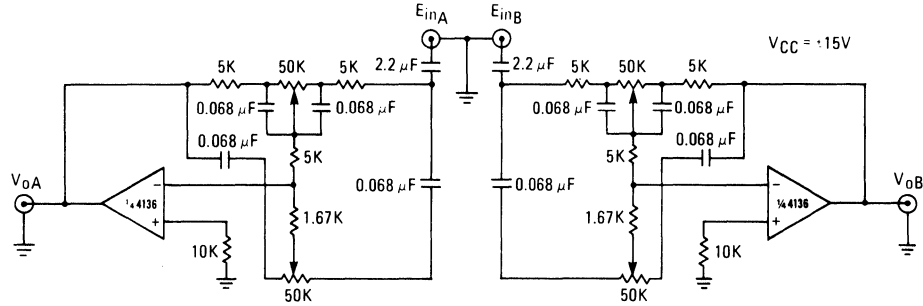 EinA EinB
VCC = ±15V
5K 50K 5K 2.2 µF 2.2 µF 5K 50K 5K
0.068 µF 0.068 µF 0.068 µF 0.068 µF
0.068 µF 5K 5K 0.068 µF
VoA 0.068 µF 0.068 µF VoB
− ¼ 4136 + − ¼ 4136 +
1.67K 1.67K
10K 10K
50K 50K